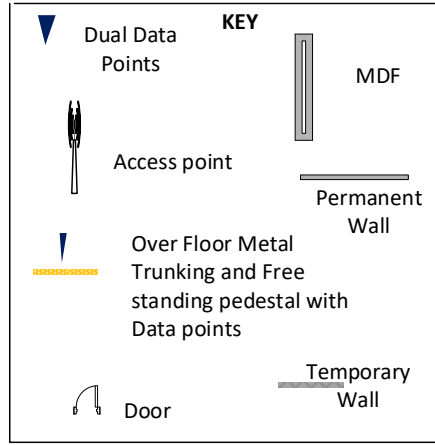 KEY
Dual Data
Points
MDF
Access point
Permanent
Wall
Over Floor Metal
Trunking and Free
standing pedestal with
Data points
Temporary
Wall
Door